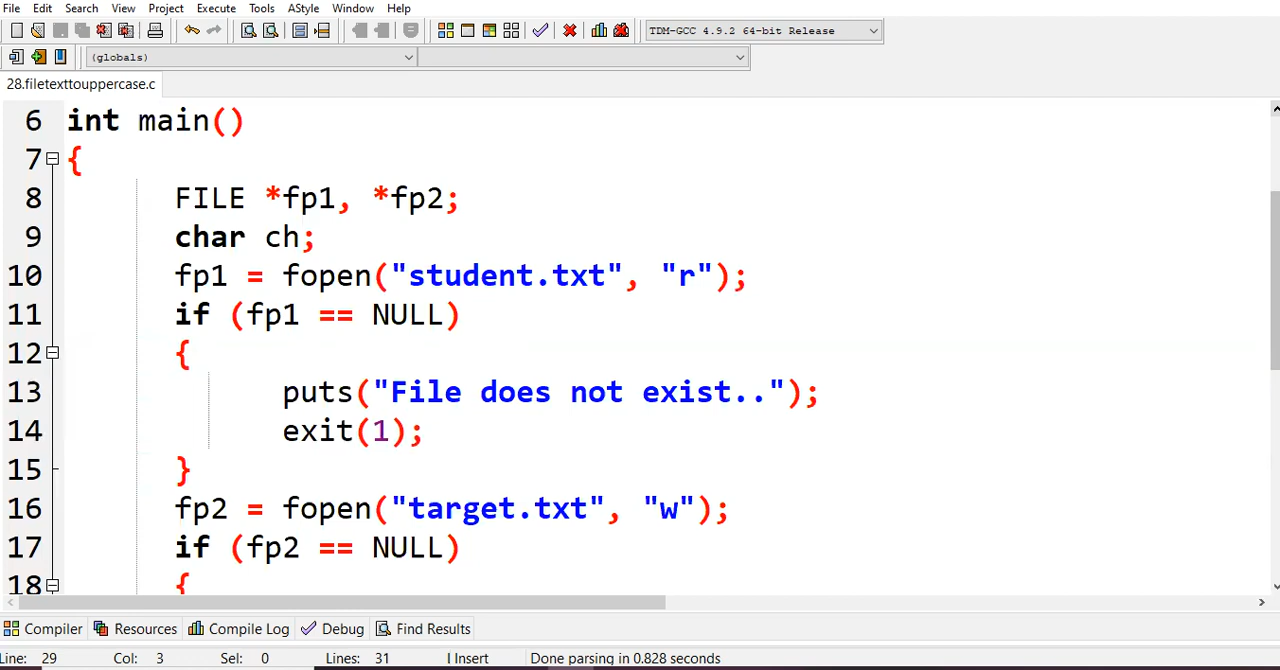 File Edit Search View Project Execute Tools AStyle Window Help
TDM-GCC 4.9.2 64-bit Release
(globals)
28.filetexttouppercase.c
6 int main()
7 {
8 FILE *fp1, *fp2;
9 char ch;
10 fp1 = fopen("student.txt", "r");
11 if (fp1 == NULL)
12 {
13 puts("File does not exist..");
14 exit(1);
15 }
16 fp2 = fopen("target.txt", "w");
17 if (fp2 == NULL)
18 {
Compiler Resources Compile Log Debug Find Results
Line: 29 Col: 3 Sel: 0 Lines: 31 Insert Done parsing in 0.828 seconds